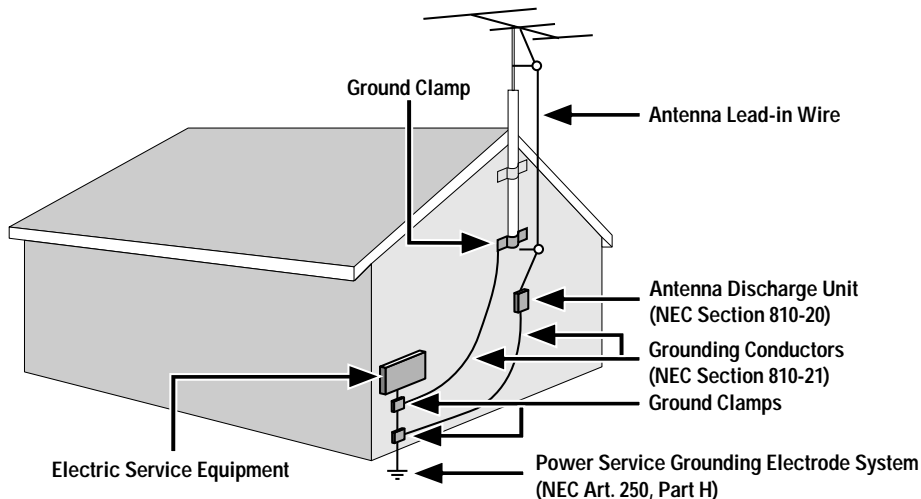 Ground Clamp
Antenna Lead-in Wire
Antenna Discharge Unit
(NEC Section 810-20)
Grounding Conductors
(NEC Section 810-21)
Ground Clamps
Electric Service Equipment
Power Service Grounding Electrode System
(NEC Art. 250, Part H)